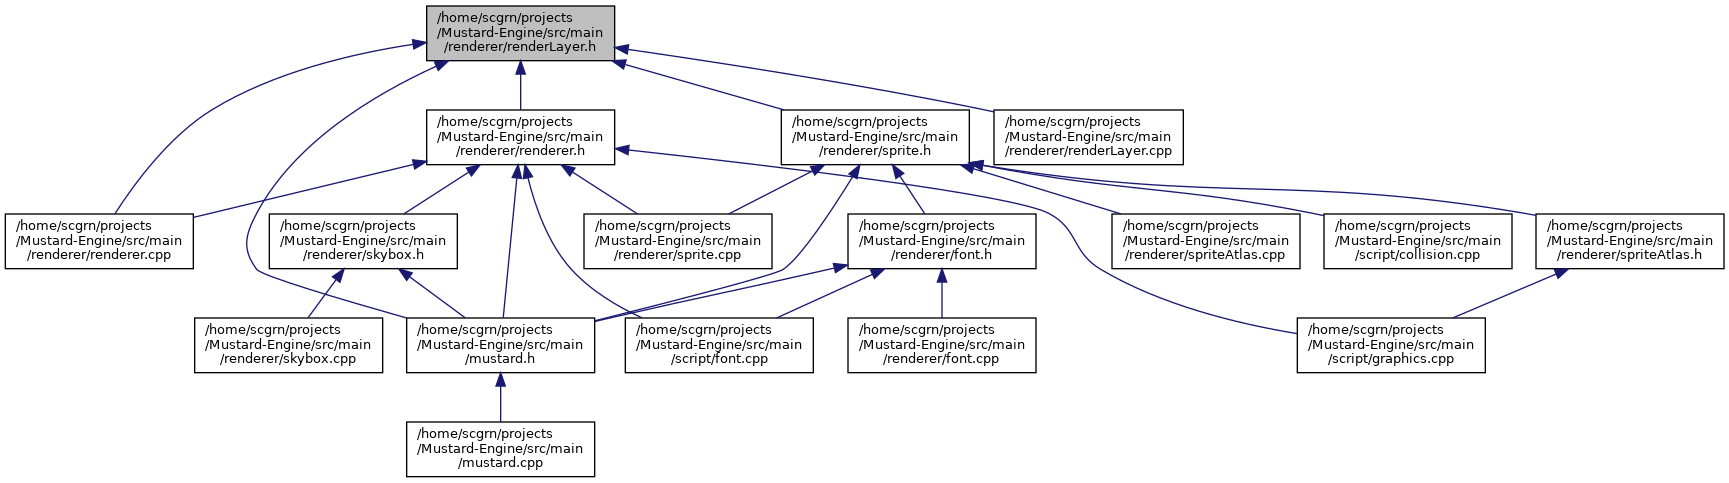 /home/scgrn/projects
/Mustard-Engine/src/main
/renderer/renderLayer.h
/home/scgrn/projects
/Mustard-Engine/src/main
/renderer/renderer.h
/home/scgrn/projects
/Mustard-Engine/src/main
/renderer/sprite.h
/home/scgrn/projects
/Mustard-Engine/src/main
/renderer/renderLayer.cpp
/home/scgrn/projects
/Mustard-Engine/src/main
/renderer/renderer.cpp
/home/scgrn/projects
/Mustard-Engine/src/main
/renderer/skybox.h
/home/scgrn/projects
/Mustard-Engine/src/main
/renderer/sprite.cpp
/home/scgrn/projects
/Mustard-Engine/src/main
/renderer/font.h
/home/scgrn/projects
/Mustard-Engine/src/main
/renderer/spriteAtlas.cpp
/home/scgrn/projects
/Mustard-Engine/src/main
/script/collision.cpp
/home/scgrn/projects
/Mustard-Engine/src/main
/renderer/spriteAtlas.h
/home/scgrn/projects
/Mustard-Engine/src/main
/renderer/skybox.cpp
/home/scgrn/projects
/Mustard-Engine/src/main
/mustard.h
/home/scgrn/projects
/Mustard-Engine/src/main
/script/font.cpp
/home/scgrn/projects
/Mustard-Engine/src/main
/renderer/font.cpp
/home/scgrn/projects
/Mustard-Engine/src/main
/script/graphics.cpp
/home/scgrn/projects
/Mustard-Engine/src/main
/mustard.cpp